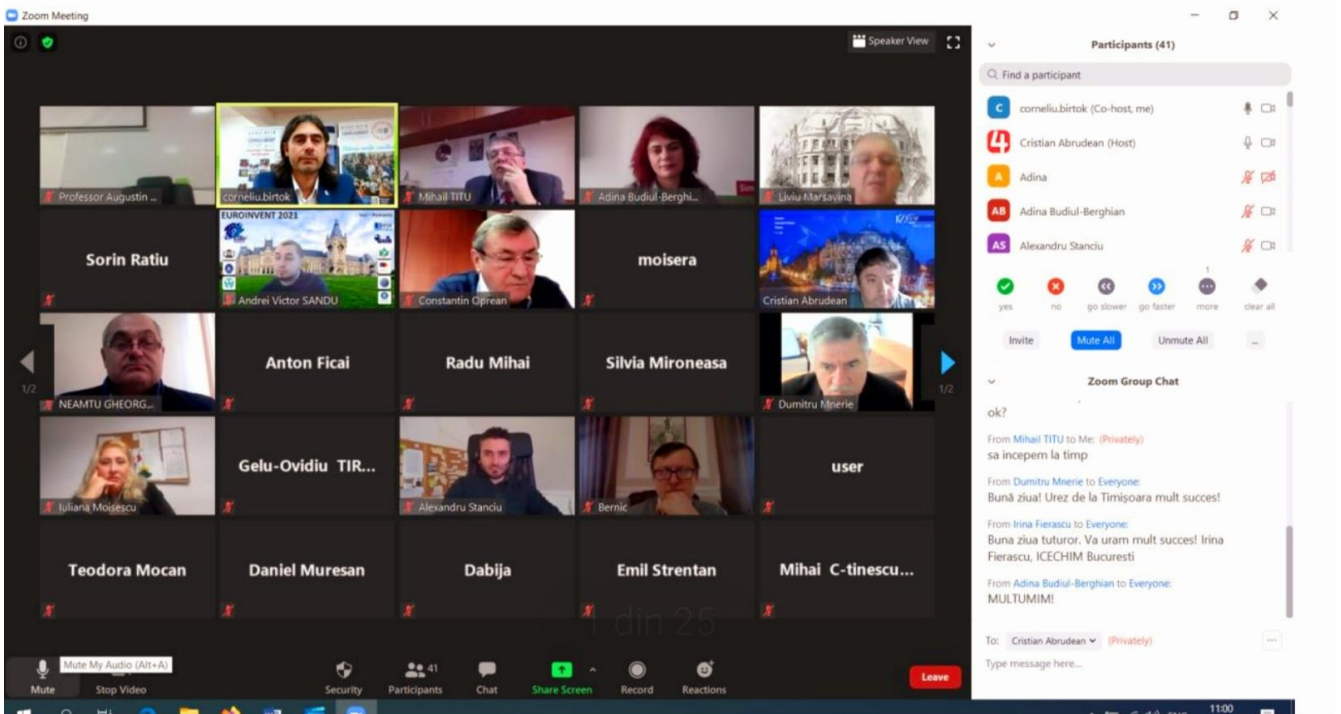 Zoom Meeting
Speaker View
Professor Augustin ...
corneliu.birtok
Mihail TITU
Adina Budiul-Berghi...
Liviu Marsavina
Sorin Ratiu
EUROINVENT 2021
Andrei Victor SANDU
Constantin Oprean
moisera
Cristian Abrudean
NEAMTU GHEORG...
Anton Ficai
Radu Mihai
Silvia Mironeasa
Dumitru Mnerie
1/2
1/2
Iuliana Moisescu
Gelu-Ovidiu TIR...
Alexandru Stanciu
Bernic
user
Teodora Mocan
Daniel Muresan
Dabija
Emil Strentan
Mihai C-tinescu...
1 din 25
Mute My Audio (Alt+A)
Mute
Stop Video
Security
Participants
41
Chat
Share Screen
Record
Reactions
Leave
Participants (41)
Find a participant
C corneliu.birtok (Co-host, me)
4 Cristian Abrudean (Host)
A Adina
AB Adina Budiul-Berghian
AS Alexandru Stanciu
1
yes no go slower go faster more clear all
Invite Mute All Unmute All ...
Zoom Group Chat
ok?
From Mihail TITU to Me: (Privately)
sa incepem la timp
From Dumitru Mnerie to Everyone:
Bună ziua! Urez de la Timișoara mult succes!
From Irina Fierascu to Everyone:
Buna ziua tuturor. Va uram mult succes! Irina
Fierascu, ICECHIM Bucuresti
From Adina Budiul-Berghian to Everyone:
MULTUMIM!
To: Cristian Abrudean (Privately)
Type message here...
11:00